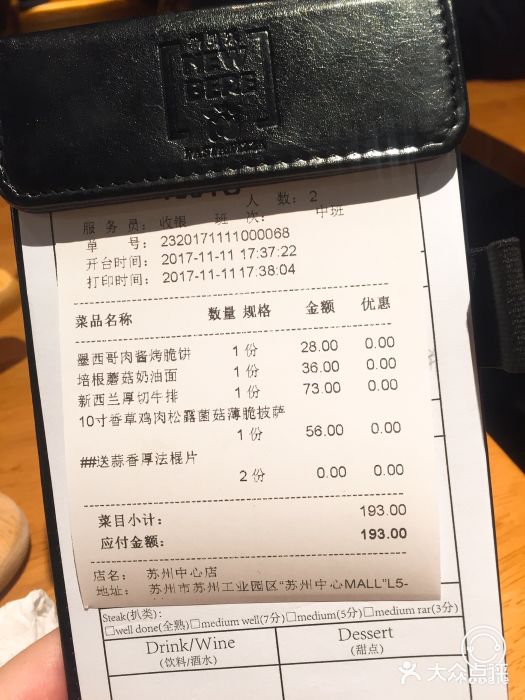 NEW
BERE
人 数: 2
服 务 员: 收银 班 次: 中班
单 号: 2320171111000068
开台时间: 2017-11-11 17:37:22
打印时间: 2017-11-11 17:38:04
菜品名称 数量 规格 金额 优惠
墨西哥肉酱烤脆饼 1 份 28.00 0.00
培根蘑菇奶油面 1 份 36.00 0.00
新西兰厚切牛排 1 份 73.00 0.00
10寸香草鸡肉松露菌菇薄脆披萨
1 份 56.00 0.00
##送蒜香厚法棍片
2 份 0.00 0.00
菜目小计: 193.00
应付金额: 193.00
店名: 苏州中心店
地址: 苏州市苏州工业园区"苏州中心MALL"L5-
Steak(扒类):
□well done(全熟)□medium well(7分)□medium(5分)□medium rar(3分)
Drink/Wine Dessert
(饮料/酒水) (甜点)
大众点评